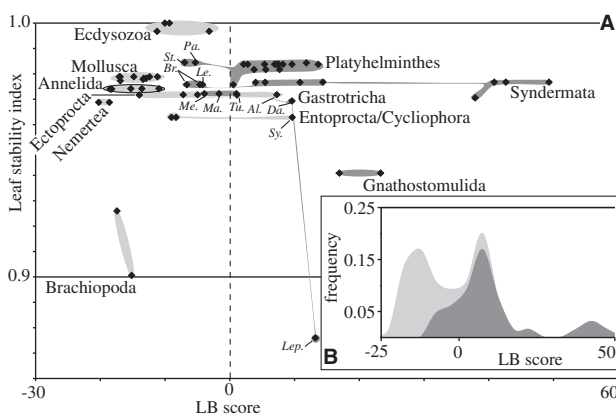 1.0
A
Ecdysozoa
Pa.
St.
Platyhelminthes
Mollusca
Br.
Le.
Annelida
Syndermata
Gastrotricha
Me.
Ma.
Tu.
Al.
Da.
Ectoprocta
Nemertea
Entoprocta/Cycliophora
Sy.
Leaf stability index
Gnathostomulida
0.25
frequency
0.15
0.9
Brachiopoda
0.05
Lep.
B
-25
0
50
LB score
-30
0
60
LB score